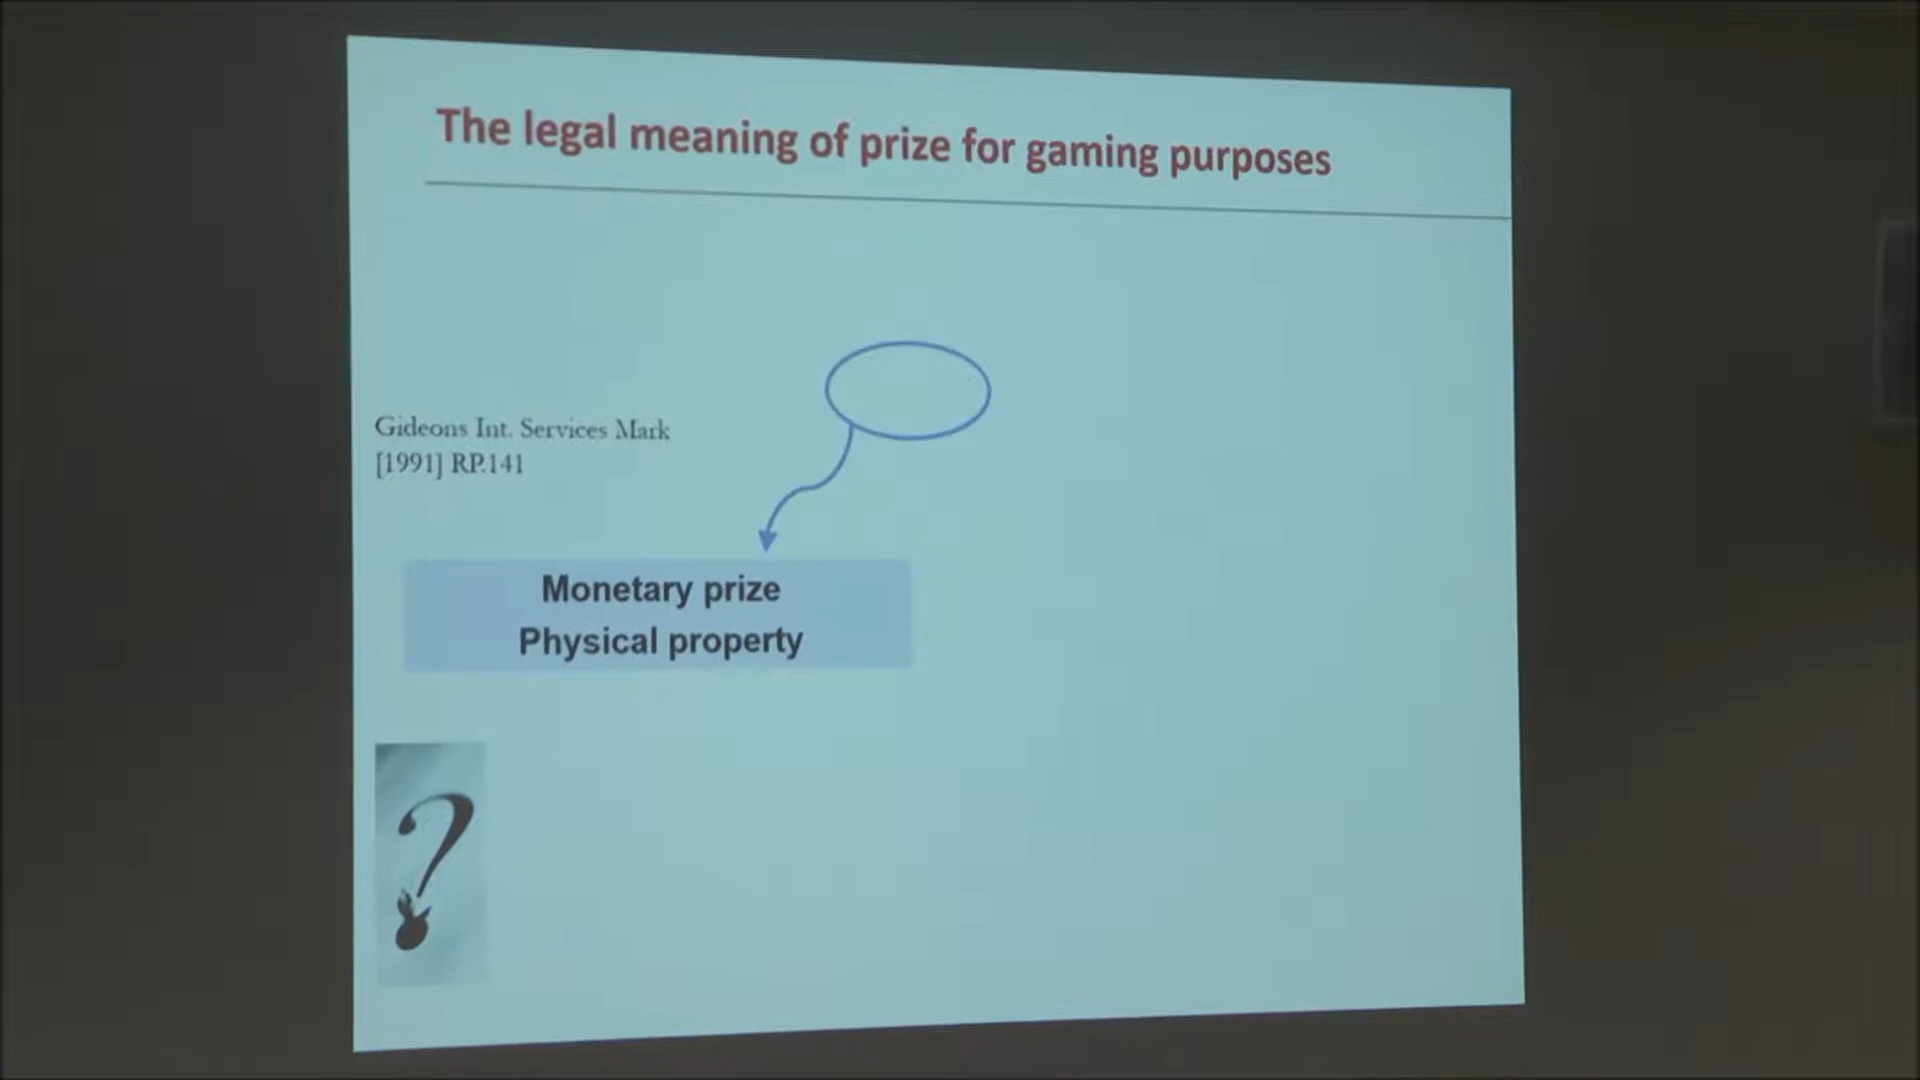 The legal meaning of prize for gaming purposes
Gideons Int. Services Mark
[1991] RP.141
Monetary prize
Physical property
?